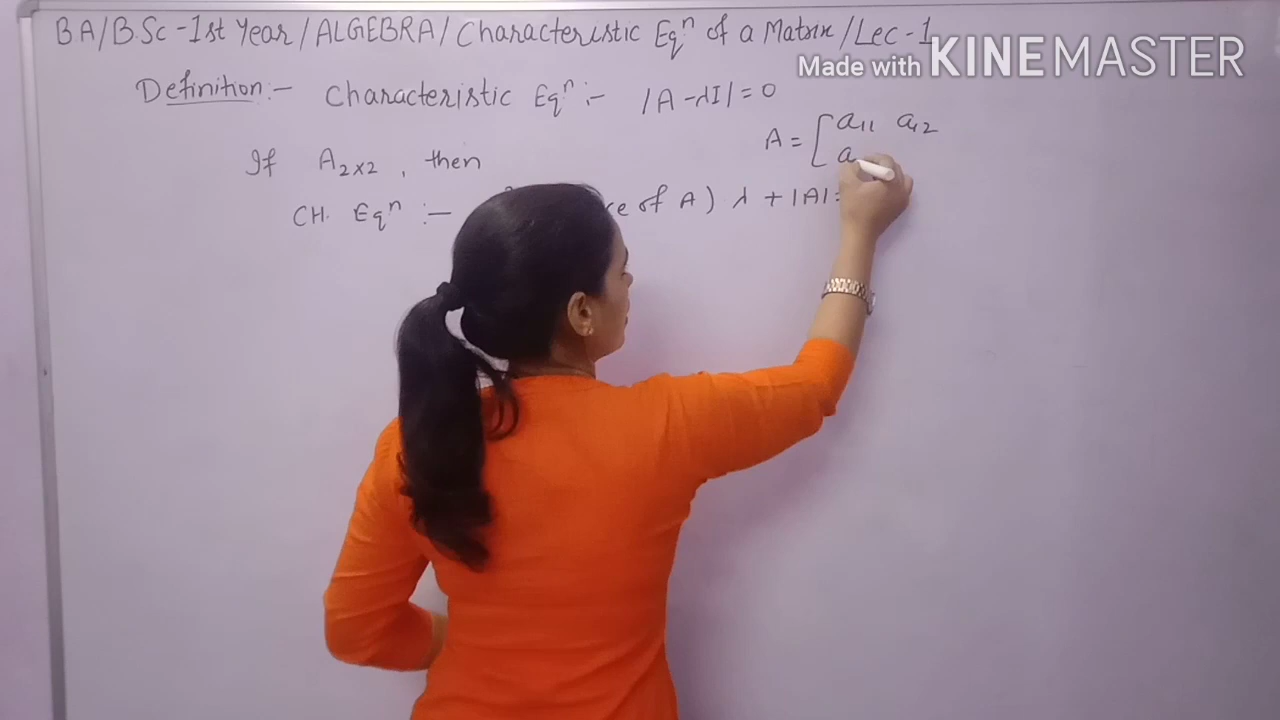 BA/B.Sc-1st Year/ALGEBRA/Characteristic Eqⁿ of a Matrix/Lec-1
Made with KINEMASTER
Definition:- Characteristic Eqⁿ:- |A-λI|=0
A = [ a₁₁ a₁₂
a
If A₂ₓ₂, then
CH. Eqⁿ :- of A) λ + |A| =